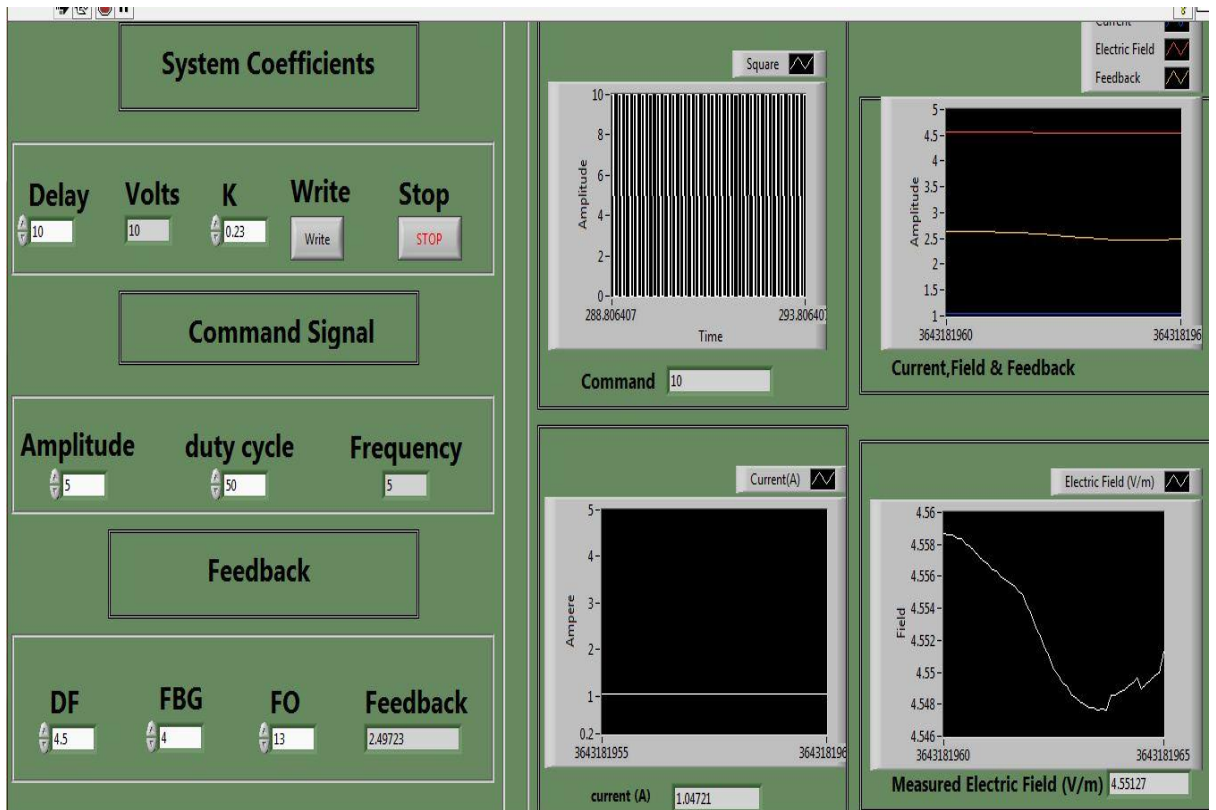 System Coefficients
Delay Volts K Write Stop
10 10 0.23 Write STOP
Command Signal
Amplitude duty cycle Frequency
5 50 5
Feedback
DF FBG FO Feedback
4.5 4 13 2.49723
Square
Amplitude
10
8
6
4
2
0
288.806407 293.806407
Time
Command 10
Current
Electric Field
Feedback
Amplitude
5
4.5
4
3.5
3
2.5
2
1.5
1
3643181960 364318196
Current,Field & Feedback
Current(A)
Ampere
5
4
3
2
1
0.2
3643181955 364318196
current (A) 1.04721
Electric Field (V/m)
Field
4.56
4.558
4.556
4.554
4.552
4.55
4.548
4.546
3643181960 3643181965
Measured Electric Field (V/m) 4.55127